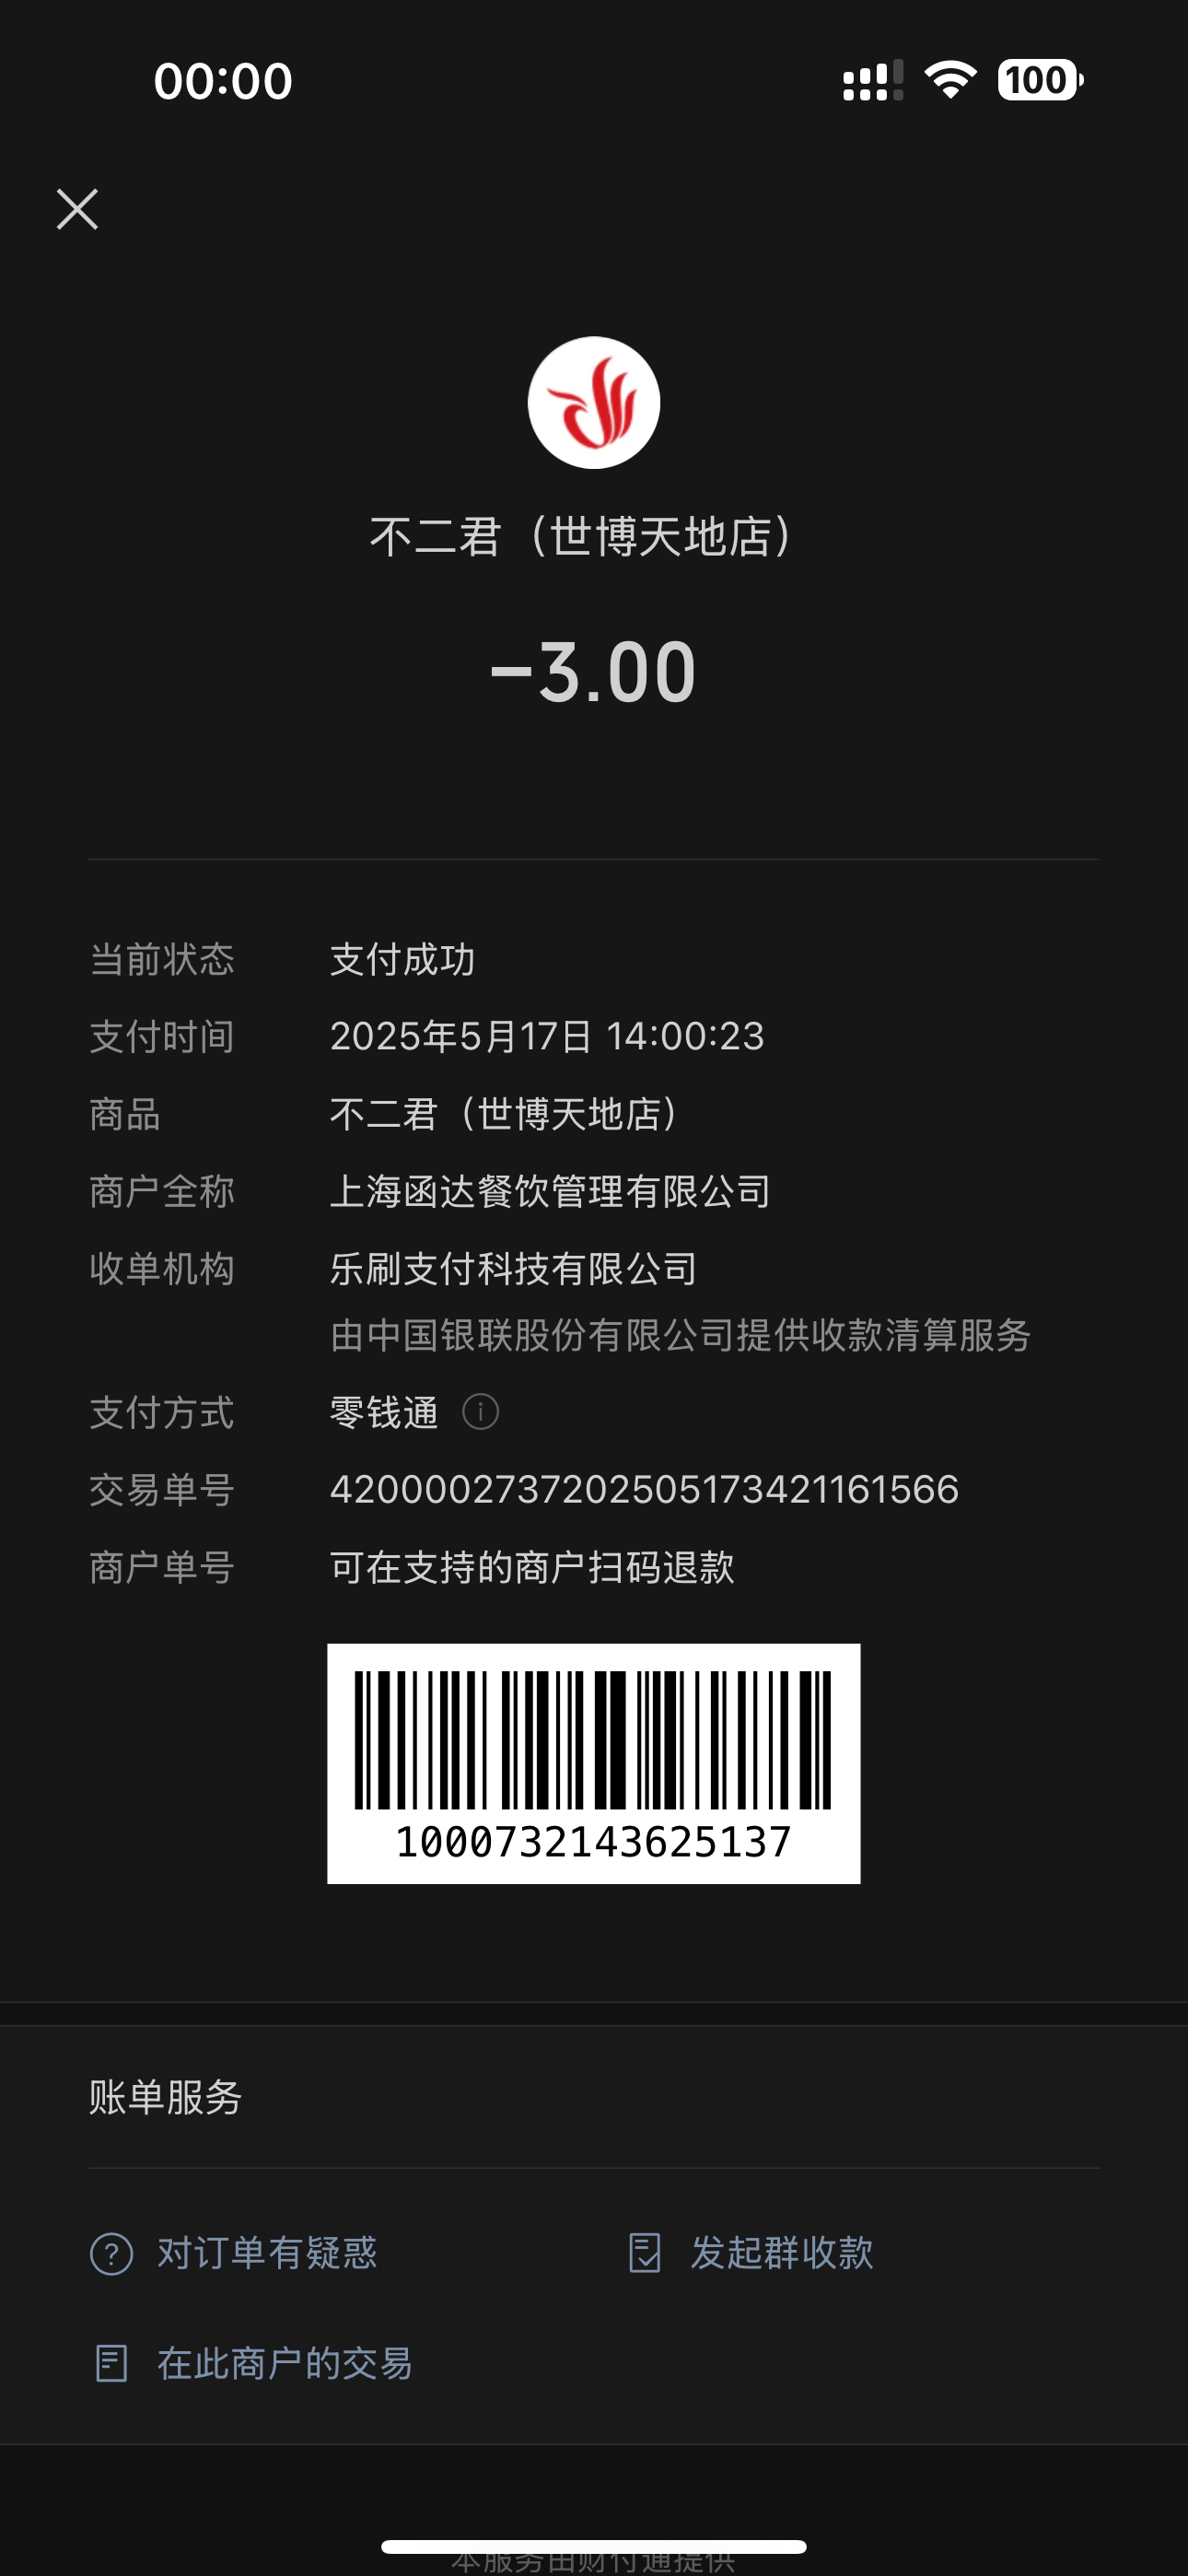 00:00
100
不二君（世博天地店）
-3.00
当前状态 支付成功
支付时间 2025年5月17日 14:00:23
商品 不二君（世博天地店）
商户全称 上海函达餐饮管理有限公司
收单机构 乐刷支付科技有限公司
由中国银联股份有限公司提供收款清算服务
支付方式 零钱通
交易单号 4200002737202505173421161566
商户单号 可在支持的商户扫码退款
1000732143625137
账单服务
对订单有疑惑 发起群收款
在此商户的交易
本服务由财付通提供